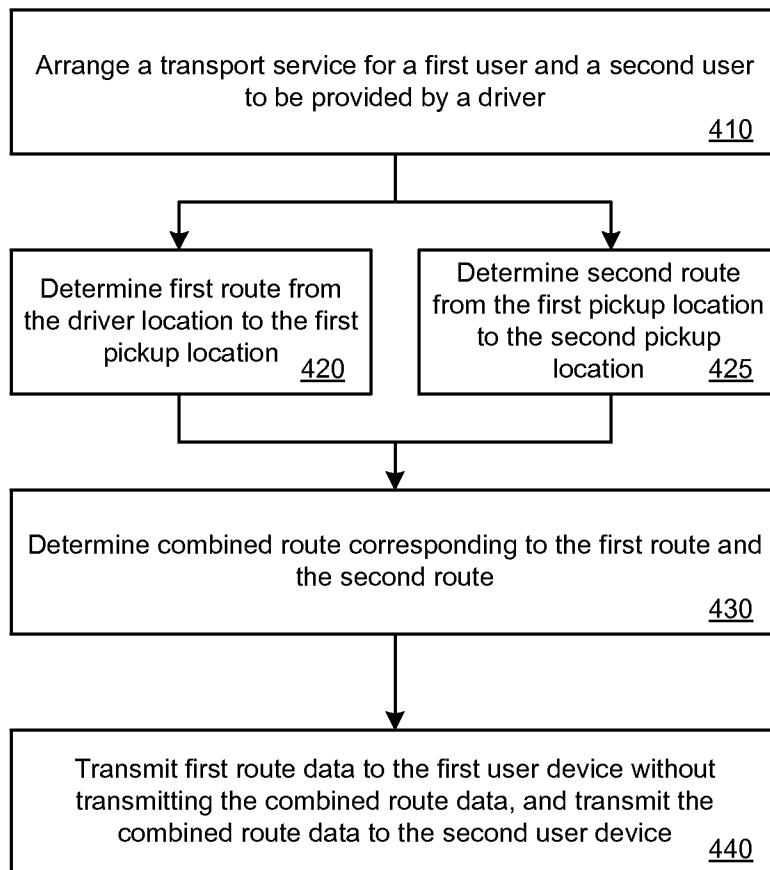 Arrange a transport service for a first user and a second user
to be provided by a driver
410
Determine first route from
the driver location to the first
pickup location
420
Determine second route
from the first pickup location
to the second pickup
location
425
Determine combined route corresponding to the first route and
the second route
430
Transmit first route data to the first user device without
transmitting the combined route data, and transmit the
combined route data to the second user device
440